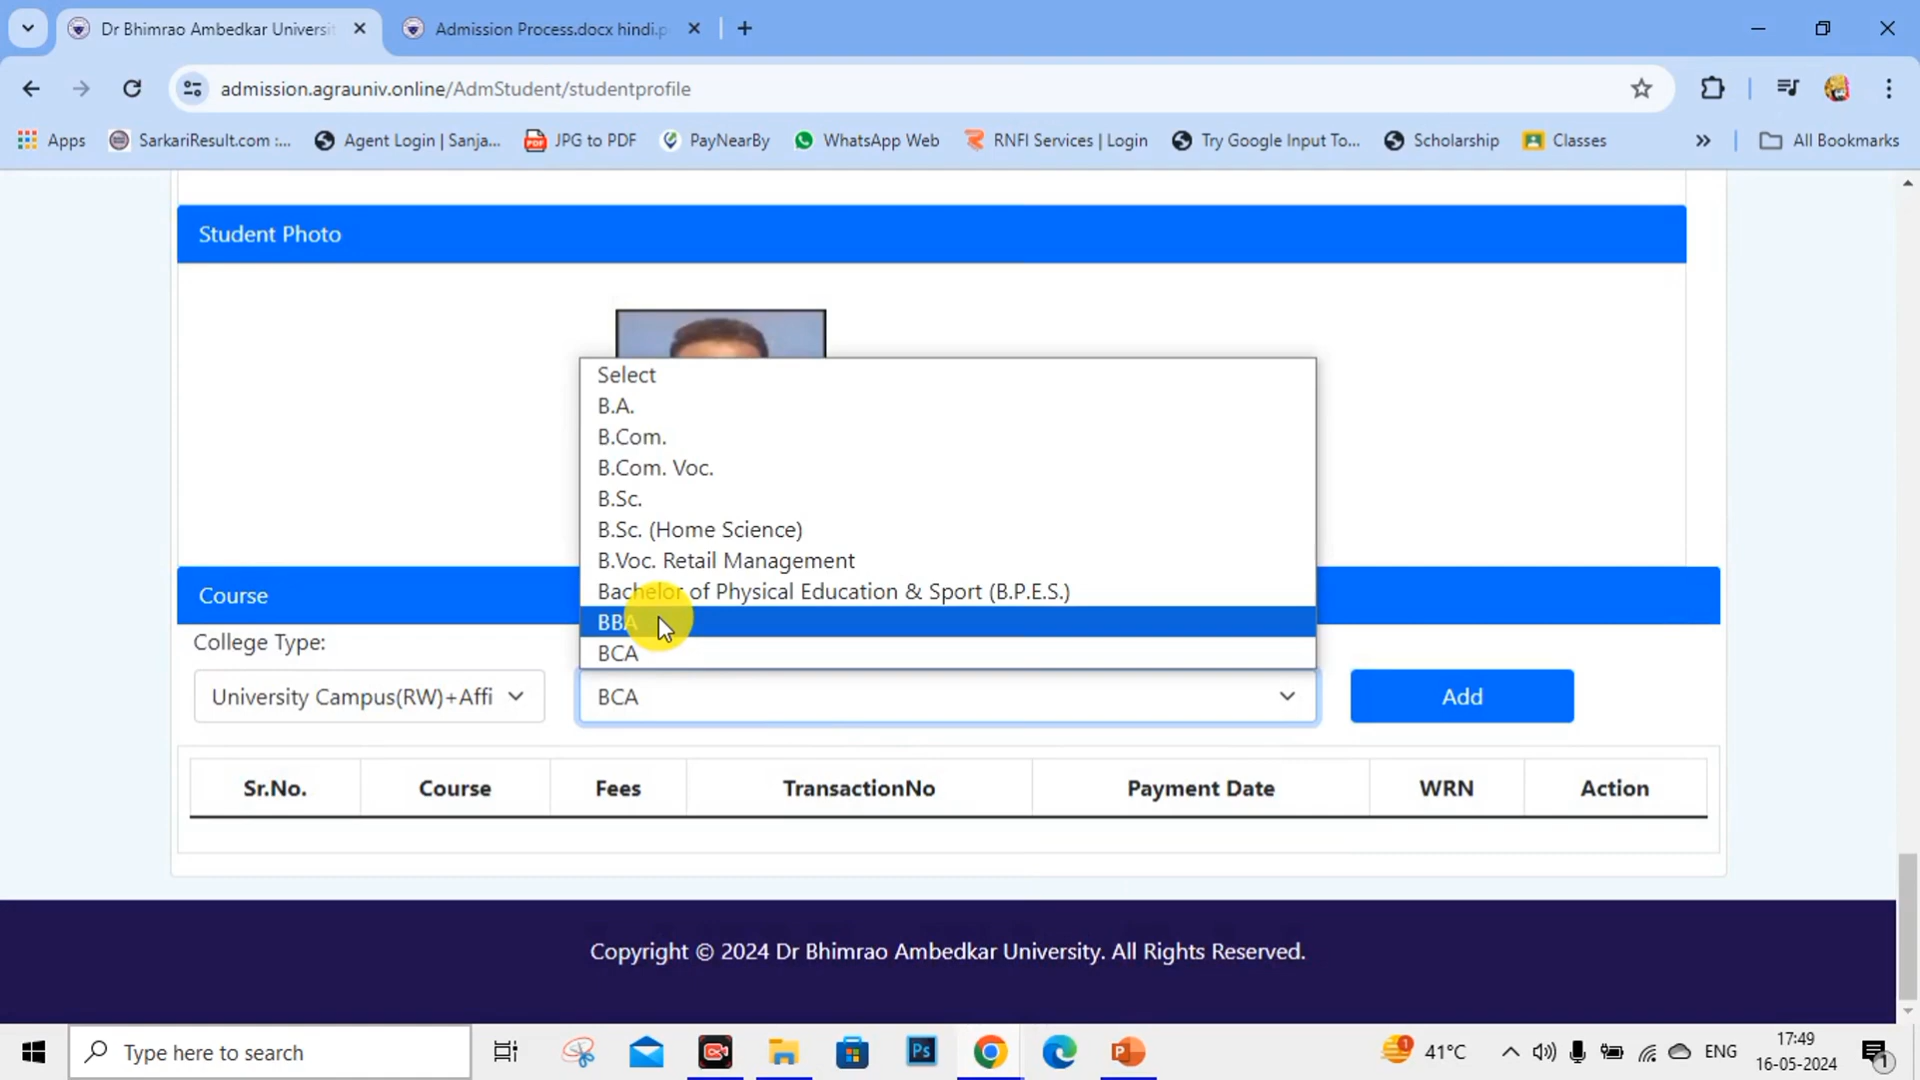 Dr Bhimrao Ambedkar Universit
Admission Process.docx hindi.p
admission.agrauniv.online/AdmStudent/studentprofile
Apps
SarkariResult.com :...
Agent Login | Sanja...
JPG to PDF
PayNearBy
WhatsApp Web
RNFI Services | Login
Try Google Input To...
Scholarship
Classes
All Bookmarks
Student Photo
Select
B.A.
B.Com.
B.Com. Voc.
B.Sc.
B.Sc. (Home Science)
B.Voc. Retail Management
Bachelor of Physical Education & Sport (B.P.E.S.)
BBA
BCA
Course
College Type:
University Campus(RW)+Affi
BCA
Add
Sr.No.
Course
Fees
TransactionNo
Payment Date
WRN
Action
Copyright © 2024 Dr Bhimrao Ambedkar University. All Rights Reserved.
Type here to search
Ps
1
41°C
ENG
17:49
16-05-2024
1